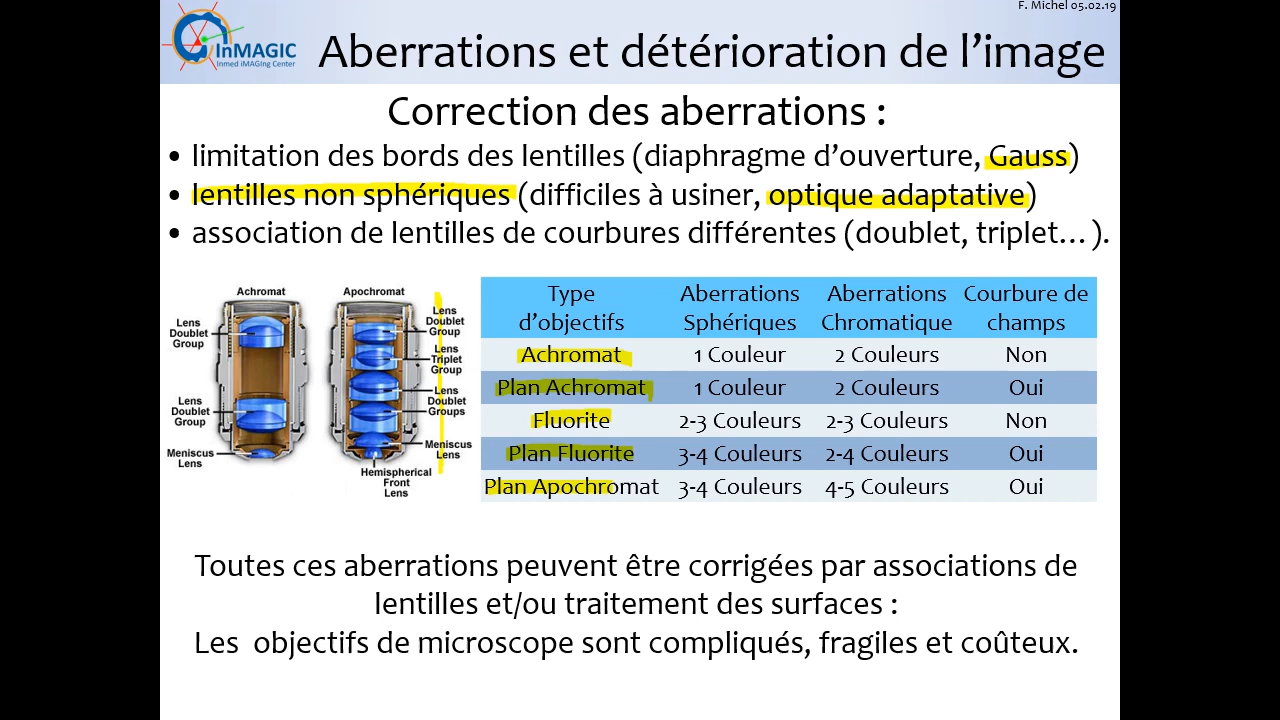 F. Michel 05.02.19
InMAGIC
Inmed iMAGIng Center
Aberrations et détérioration de l’image
Correction des aberrations :
• limitation des bords des lentilles (diaphragme d’ouverture, Gauss)
• lentilles non sphériques (difficiles à usiner, optique adaptative)
• association de lentilles de courbures différentes (doublet, triplet… ).
Achromat
Lens
Doublet
Group
Lens
Doublet
Group
Meniscus
Lens
Apochromat
Lens
Doublet
Group
Lens
Triplet
Group
Lens
Doublet
Groups
Meniscus
Lens
Hemispherical
Front
Lens
Type d’objectifs Aberrations Sphériques Aberrations Chromatique Courbure de champs
Achromat 1 Couleur 2 Couleurs Non
Plan Achromat 1 Couleur 2 Couleurs Oui
Fluorite 2-3 Couleurs 2-3 Couleurs Non
Plan Fluorite 3-4 Couleurs 2-4 Couleurs Oui
Plan Apochromat 3-4 Couleurs 4-5 Couleurs Oui
Toutes ces aberrations peuvent être corrigées par associations de
lentilles et/ou traitement des surfaces :
Les objectifs de microscope sont compliqués, fragiles et coûteux.